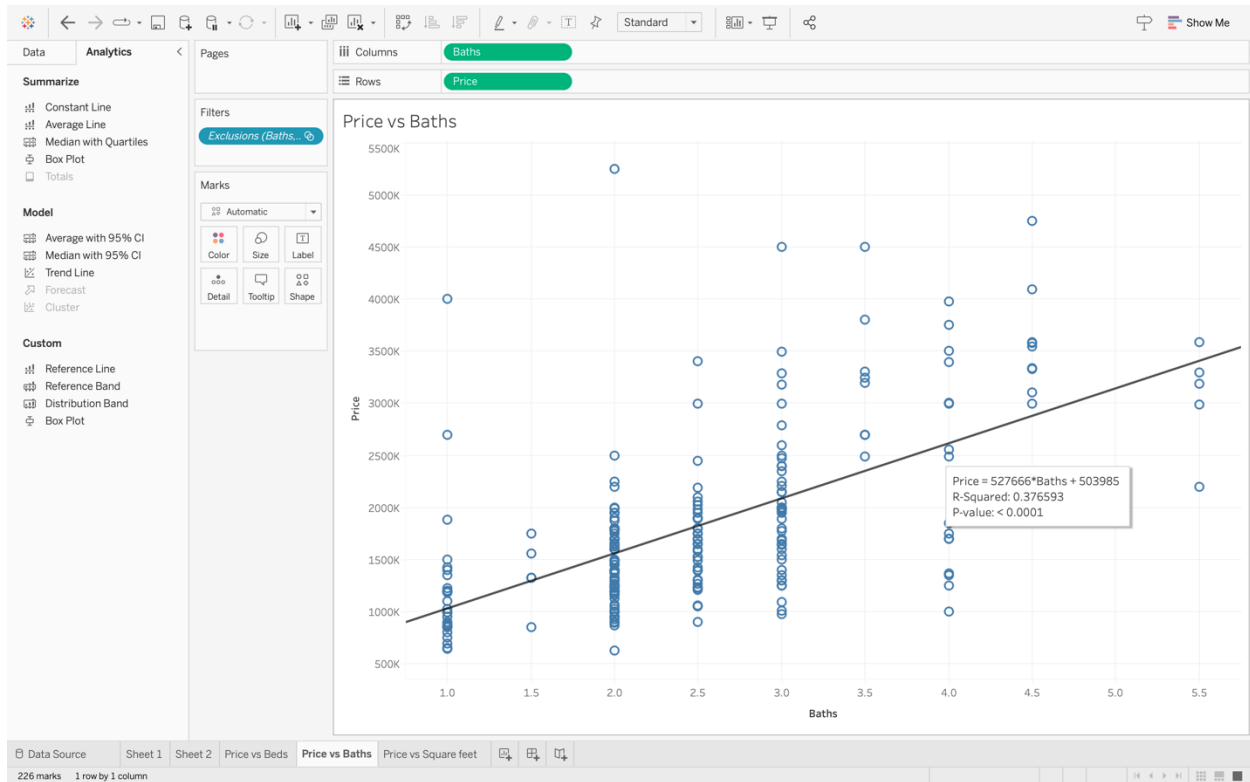 Standard
Show Me
Data
Analytics
Pages
Columns
Baths
Rows
Price
Summarize
Constant Line
Average Line
Median with Quartiles
Box Plot
Totals
Model
Average with 95% CI
Median with 95% CI
Trend Line
Forecast
Cluster
Custom
Reference Line
Reference Band
Distribution Band
Box Plot
Filters
Exclusions (Baths,..
Marks
Automatic
Color
Size
Label
Detail
Tooltip
Shape
Price vs Baths
5500K
5000K
4500K
4000K
3500K
3000K
2500K
2000K
1500K
1000K
500K
Price
Price = 527666*Baths + 503985
R-Squared: 0.376593
P-value: < 0.0001
1.0
1.5
2.0
2.5
3.0
3.5
4.0
4.5
5.0
5.5
Baths
Data Source
Sheet 1
Sheet 2
Price vs Beds
Price vs Baths
Price vs Square feet
226 marks
1 row by 1 column